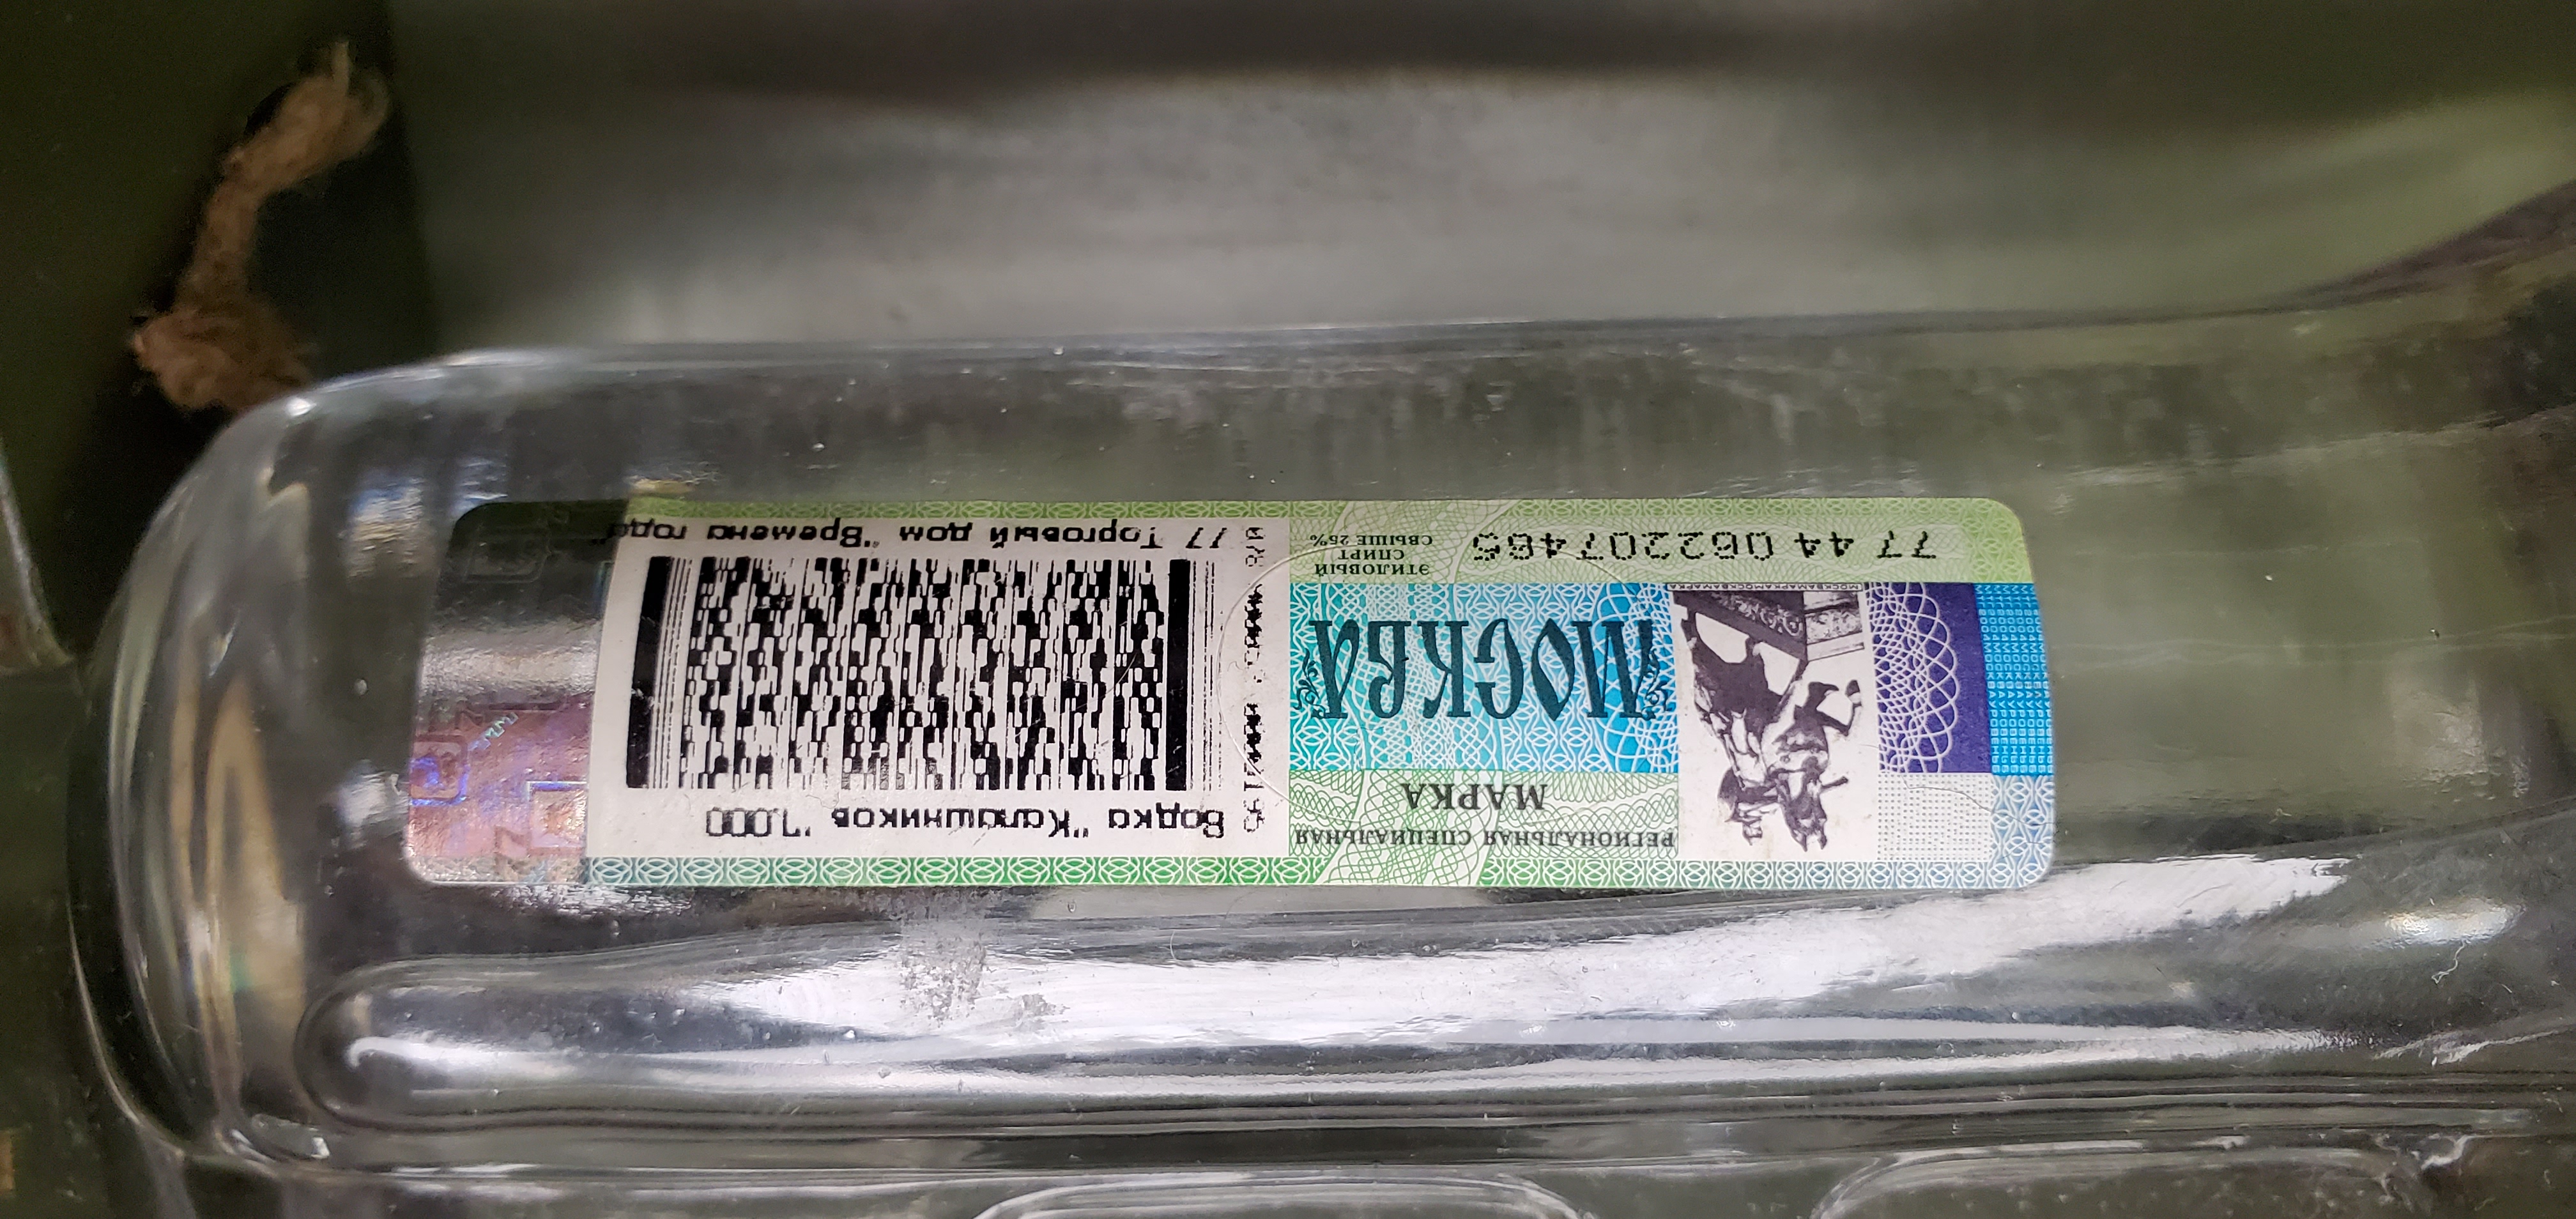 РЕГИОНАЛЬНАЯ СПЕЦИАЛЬНАЯ
МАРКА
МОСКВА
ЭТИЛОВЫЙ
СПИРТ
СВЫШЕ 25%
77 44 062207485
Водка "Калашников "1.000
77 Торговый дом "Времена года"